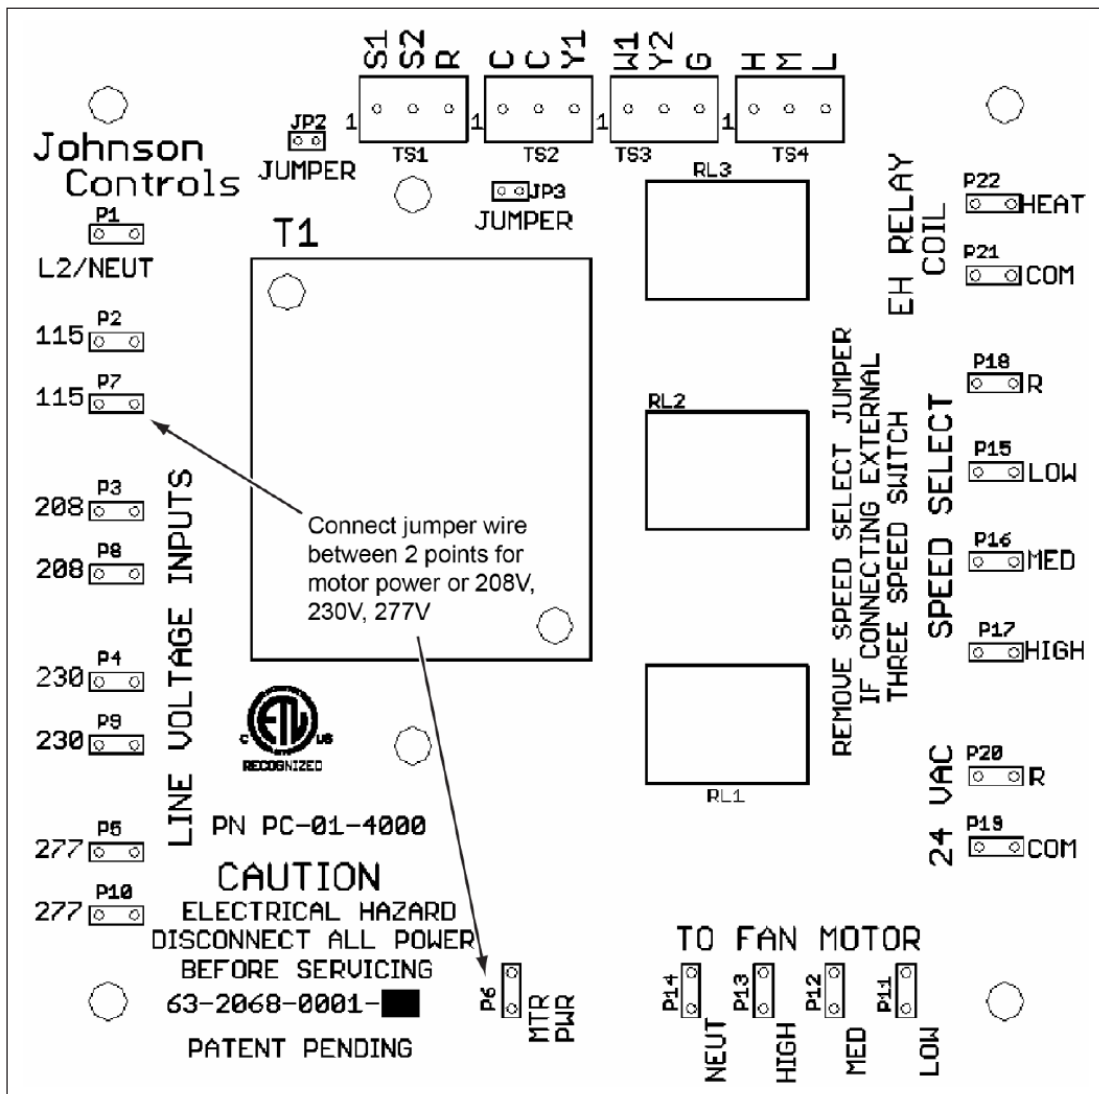 S1 S2 R
C C Y1
W1 Y2 G
H M L
1
TS1
1
TS2
1
TS3
1
TS4
Johnson
Controls
JP2
JUMPER
JP3
JUMPER
RL3
P1
L2/NEUT
T1
115 P2
115 P7
208 P3
208 P8
230 P4
230 P9
277 P5
277 P10
LINE VOLTAGE INPUTS
Connect jumper wire
between 2 points for
motor power or 208V,
230V, 277V
RL2
RL1
REMOVE SPEED SELECT JUMPER
IF CONNECTING EXTERNAL
THREE SPEED SWITCH
EH RELAY
COIL
P22 HEAT
P21 COM
SPEED SELECT
P18 R
P15 LOW
P16 MED
P17 HIGH
24 VAC
P20 R
P19 COM
C ETL US
RECOGNIZED
PN PC-01-4000
CAUTION
ELECTRICAL HAZARD
DISCONNECT ALL POWER
BEFORE SERVICING
63-2068-0001-
PATENT PENDING
P6
MTR
PWR
TO FAN MOTOR
P14 P13 P12 P11
NEUT HIGH MED LOW